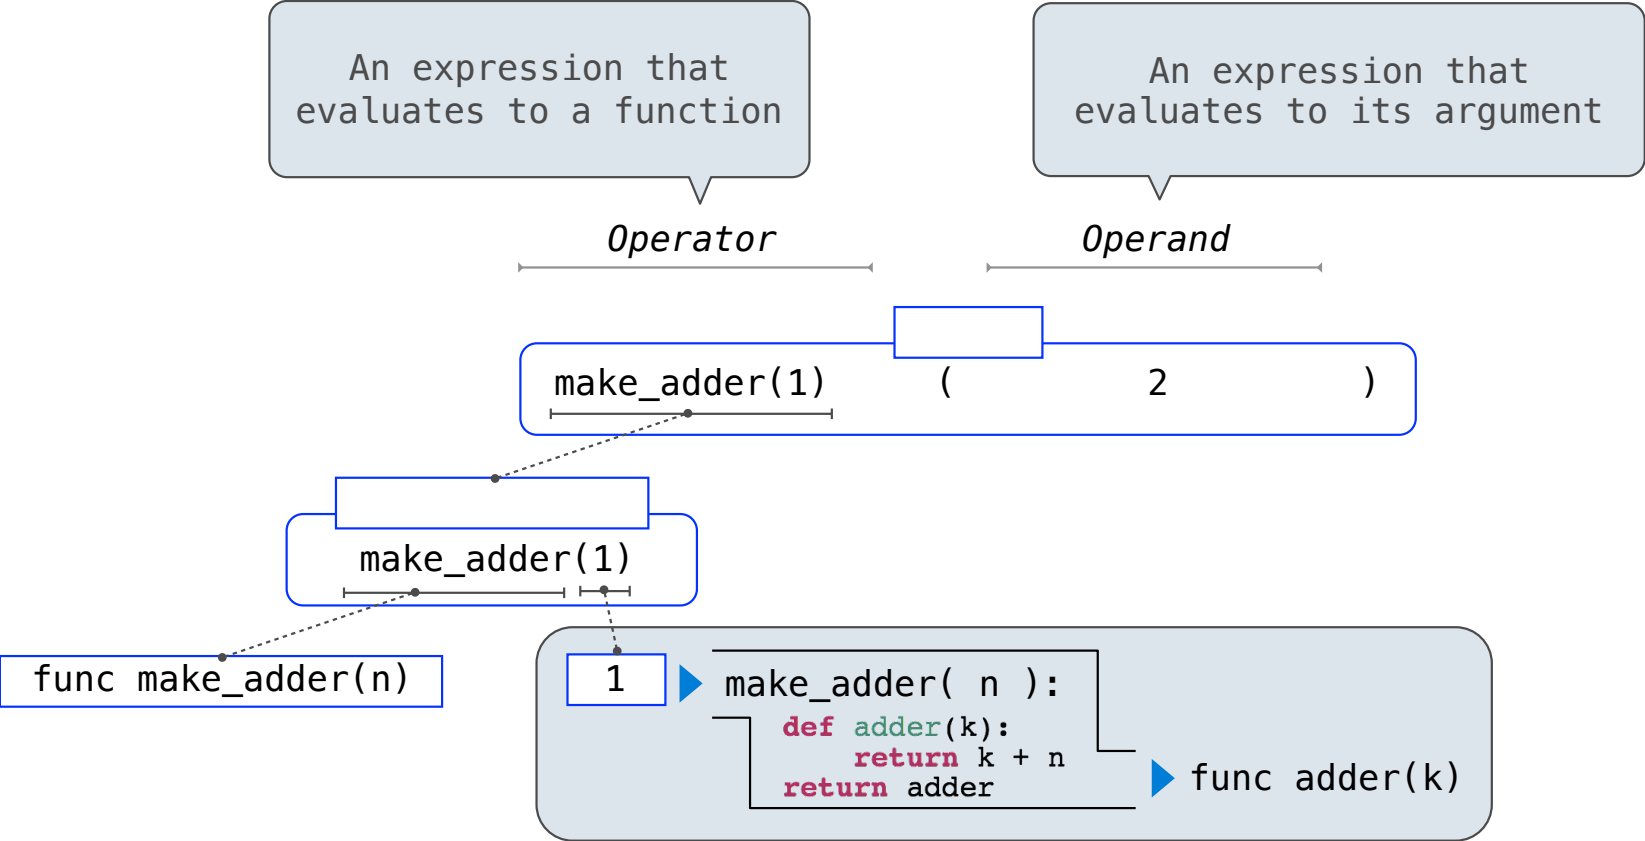 An expression that
evaluates to a function
An expression that
evaluates to its argument
Operator
Operand
make_adder(1) ( 2 )
make_adder(1)
func make_adder(n)
1
make_adder( n ):
def adder(k):
return k + n
return adder
func adder(k)